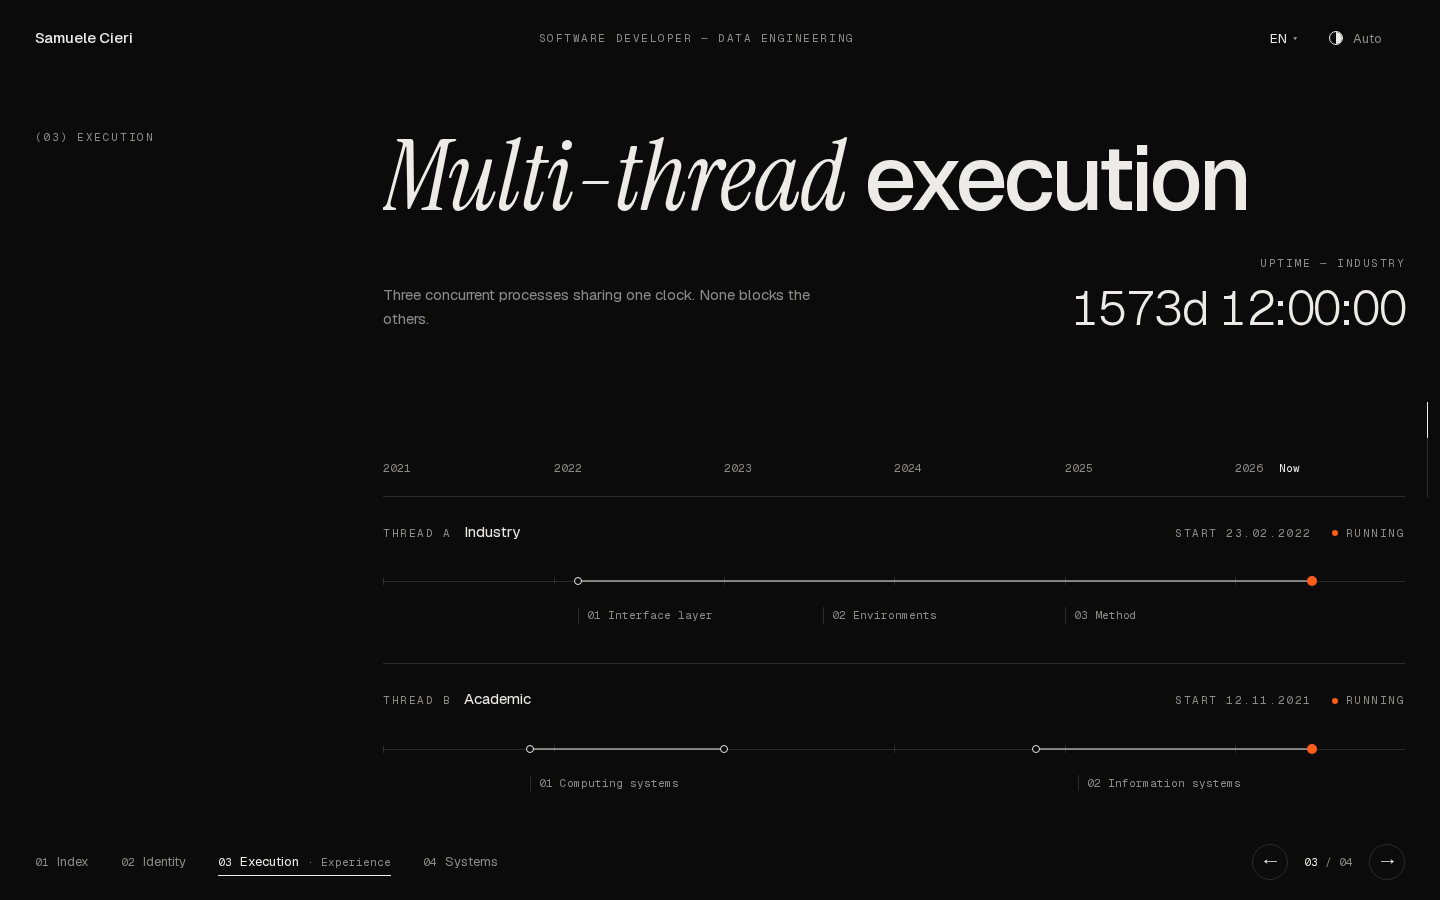 Samuele Cieri
SOFTWARE DEVELOPER — DATA ENGINEERING
EN ▾
Auto
(03) EXECUTION
Multi-thread execution
UPTIME — INDUSTRY
Three concurrent processes sharing one clock. None blocks the
others.
1573d 12:00:00
2021 2022 2023 2024 2025 2026 Now
THREAD A Industry START 23.02.2022 RUNNING
01 Interface layer 02 Environments 03 Method
THREAD B Academic START 12.11.2021 RUNNING
01 Computing systems 02 Information systems
01 Index 02 Identity 03 Execution · Experience 04 Systems
← 03 / 04 →